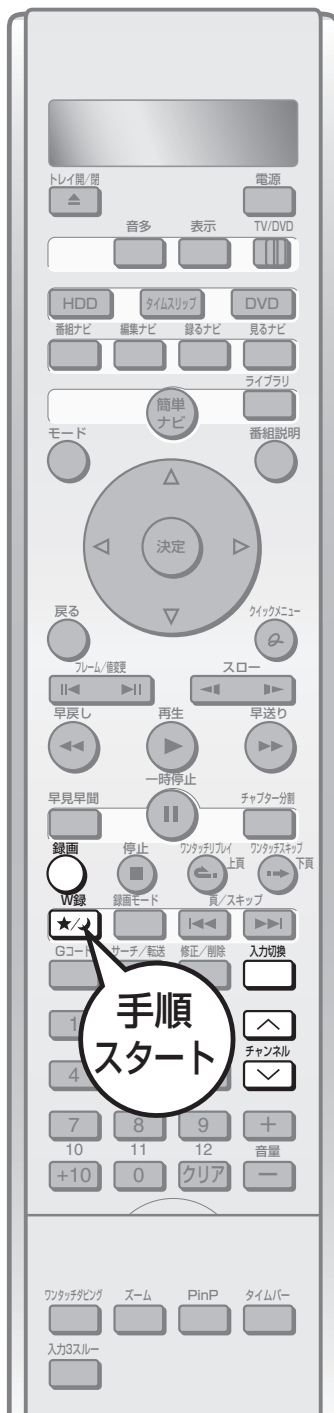 トレイ開/閉 電源
音多 表示 TV/DVD
HDD タイムスリップ DVD
番組ナビ 編集ナビ 録るナビ 見るナビ
ライブラリ
簡単
ナビ
モード 番組説明
決定
戻る クイックメニュー
フレーム/値変更 スロー
早戻し 再生 早送り
一時停止
早見早聞 チャプター分割
録画 停止 ワンタッチリプレイ ワンタッチスキップ
上頁 下頁
W録 録画モード 頁/スキップ
★/
Gコード サーチ/転送 修正/削除 入力切換
手順
スタート
1
チャンネル
4
7 8 9 +
10 11 12 音量
+10 0 クリア −
ワンタッチダビング ズーム PinP タイムバー
入力3スルー